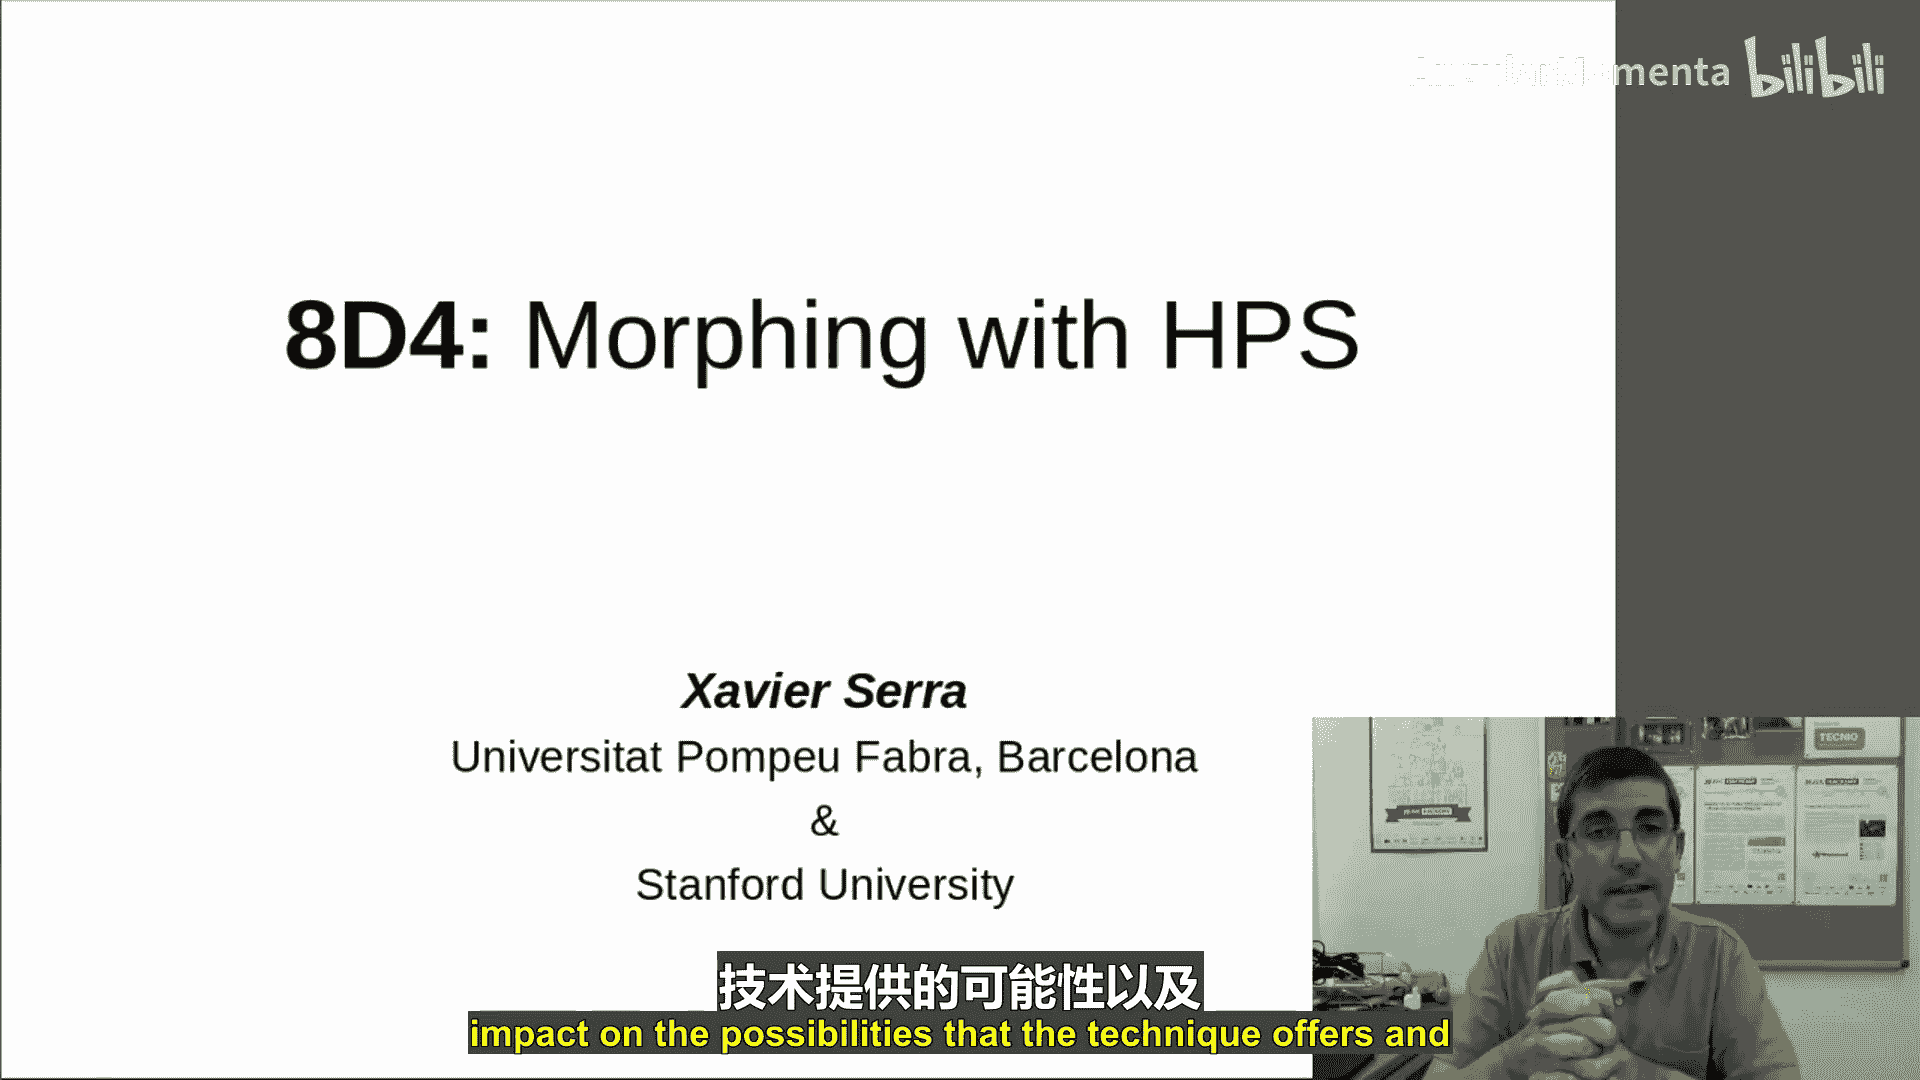 menta bilibili
8D4: Morphing with HPS
Xavier Serra
Universitat Pompeu Fabra, Barcelona
&
Stanford University
TECNIO
技术提供的可能性以及
impact on the possibilities that the technique offers and